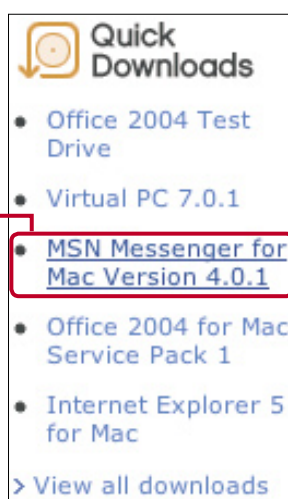 Quick
Downloads
Office 2004 Test
Drive
Virtual PC 7.0.1
MSN Messenger for
Mac Version 4.0.1
Office 2004 for Mac
Service Pack 1
Internet Explorer 5
for Mac
> View all downloads